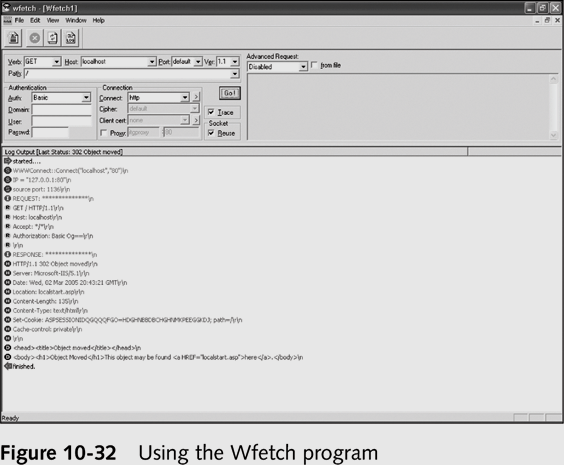 wfetch - [Wfetch1]
File Edit View Window Help
Verb: GET Host: localhost Port: default Ver: 1.1
Path: /
Advanced Request:
Disabled from file
Authentication
Auth: Basic
Domain:
User:
Passwd:
Connection
Connect: http
Cipher: default
Client cert: none
Proxy: itgproxy :80
Go!
Trace
Socket
Reuse
Log Output [Last Status: 302 Object moved]
started....
WWWConnect::Connect("localhost","80")\n
IP = "127.0.0.1:80"\n
source port: 1136\r\n
REQUEST: **************\n
GET / HTTP/1.1\r\n
Host: localhost\r\n
Accept: */*\r\n
Authorization: Basic Og==\r\n
\r\n
RESPONSE: **************\n
HTTP/1.1 302 Object moved\r\n
Server: Microsoft-IIS/5.1\r\n
Date: Wed, 02 Mar 2005 20:43:21 GMT\r\n
Location: localstart.asp\r\n
Content-Length: 135\r\n
Content-Type: text/html\r\n
Set-Cookie: path=/\r\n
Cache-control: private\r\n
\r\n
<head><title>Object moved</title></head>\n
<body><h1>Object Moved</h1>This object may be found <a HREF="localstart.asp">here</a>.</body>\n
finished.
Ready
Figure 10-32 Using the Wfetch program